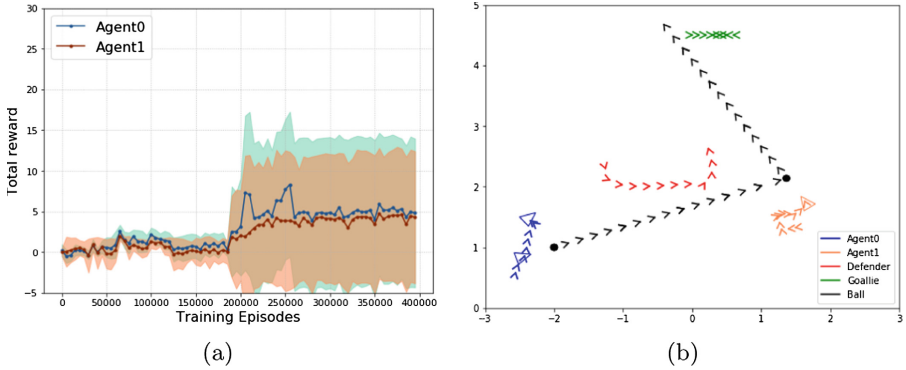 30
25
20
15
10
5
0
−5
Total reward
Agent0
Agent1
0 50000 100000 150000 200000 250000 300000 350000 400000
Training Episodes
(a)
5
4
3
2
1
0
−3 −2 −1 0 1 2 3
Agent0
Agent1
Defender
Goallie
Ball
(b)